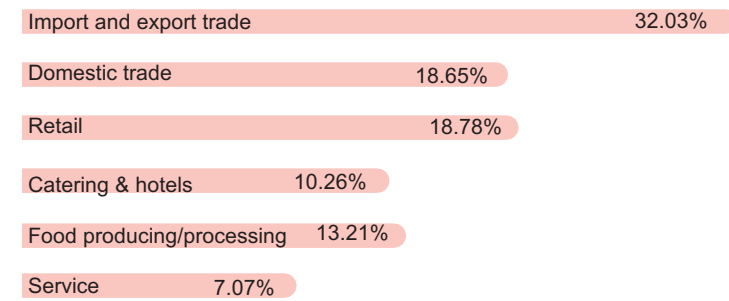 Import and export trade 32.03%
Domestic trade 18.65%
Retail 18.78%
Catering & hotels 10.26%
Food producing/processing 13.21%
Service 7.07%